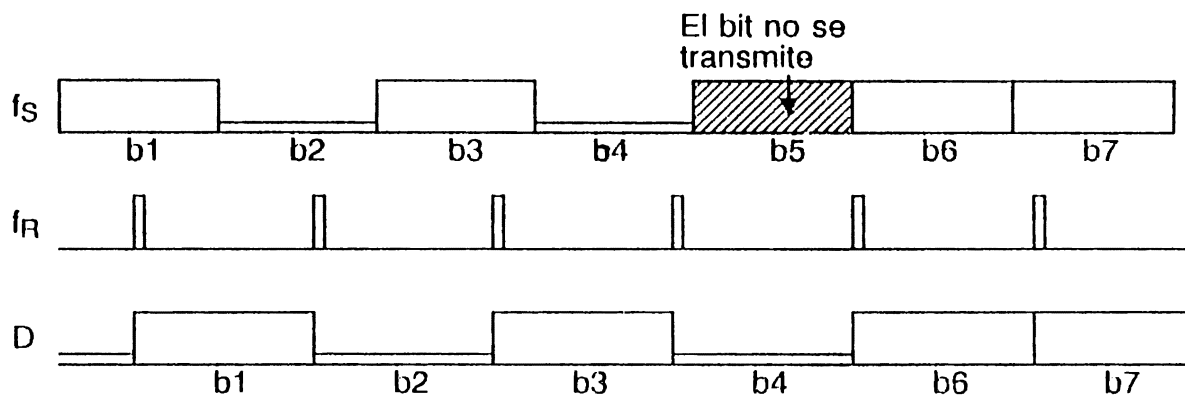 El bit no se
transmite
fS
b1 b2 b3 b4 b5 b6 b7
fR
D
b1 b2 b3 b4 b6 b7